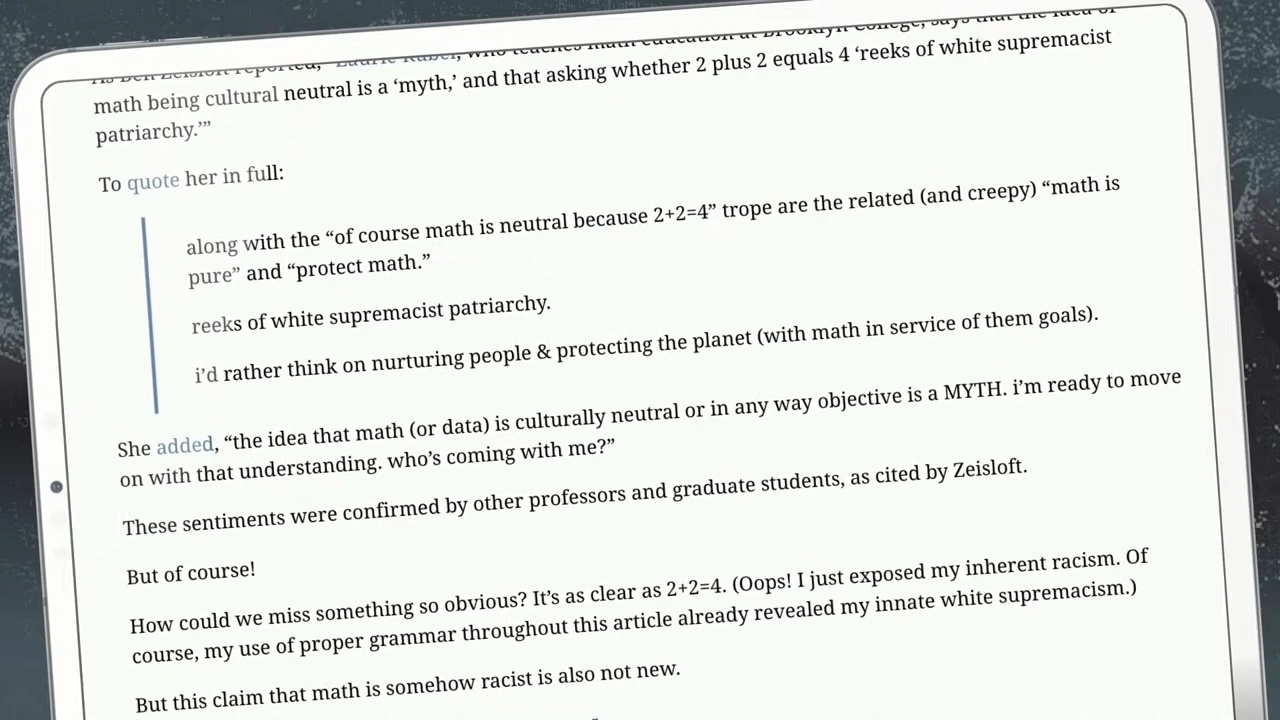 math being cultural neutral is a ‘myth,’ and that asking whether 2 plus 2 equals 4 ‘reeks of white supremacist
patriarchy.’”
To quote her in full:
along with the “of course math is neutral because 2+2=4” trope are the related (and creepy) “math is
pure” and “protect math.”
reeks of white supremacist patriarchy.
i’d rather think on nurturing people & protecting the planet (with math in service of them goals).
She added, “the idea that math (or data) is culturally neutral or in any way objective is a MYTH. i’m ready to move
on with that understanding. who’s coming with me?”
These sentiments were confirmed by other professors and graduate students, as cited by Zeisloft.
But of course!
How could we miss something so obvious? It’s as clear as 2+2=4. (Oops! I just exposed my inherent racism. Of
course, my use of proper grammar throughout this article already revealed my innate white supremacism.)
But this claim that math is somehow racist is also not new.